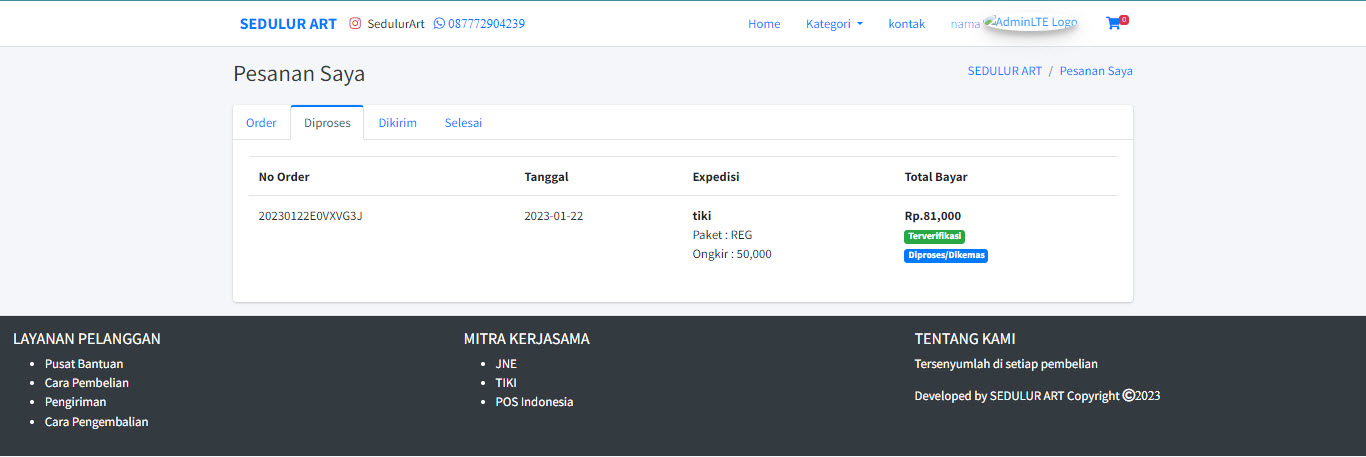 SEDULUR ART SedulurArt 087772904239 Home Kategori kontak nama AdminLTE Logo 0
Pesanan Saya SEDULUR ART / Pesanan Saya
Order Diproses Dikirim Selesai
No Order Tanggal Expedisi Total Bayar
20230122E0VXVG3J 2023-01-22 tiki Rp.81,000
Paket : REG Terverifikasi
Ongkir : 50,000 Diproses/Dikemas
LAYANAN PELANGGAN MITRA KERJASAMA TENTANG KAMI
• Pusat Bantuan • JNE Tersenyumlah di setiap pembelian
• Cara Pembelian • TIKI
• Pengiriman • POS Indonesia Developed by SEDULUR ART Copyright ©2023
• Cara Pengembalian